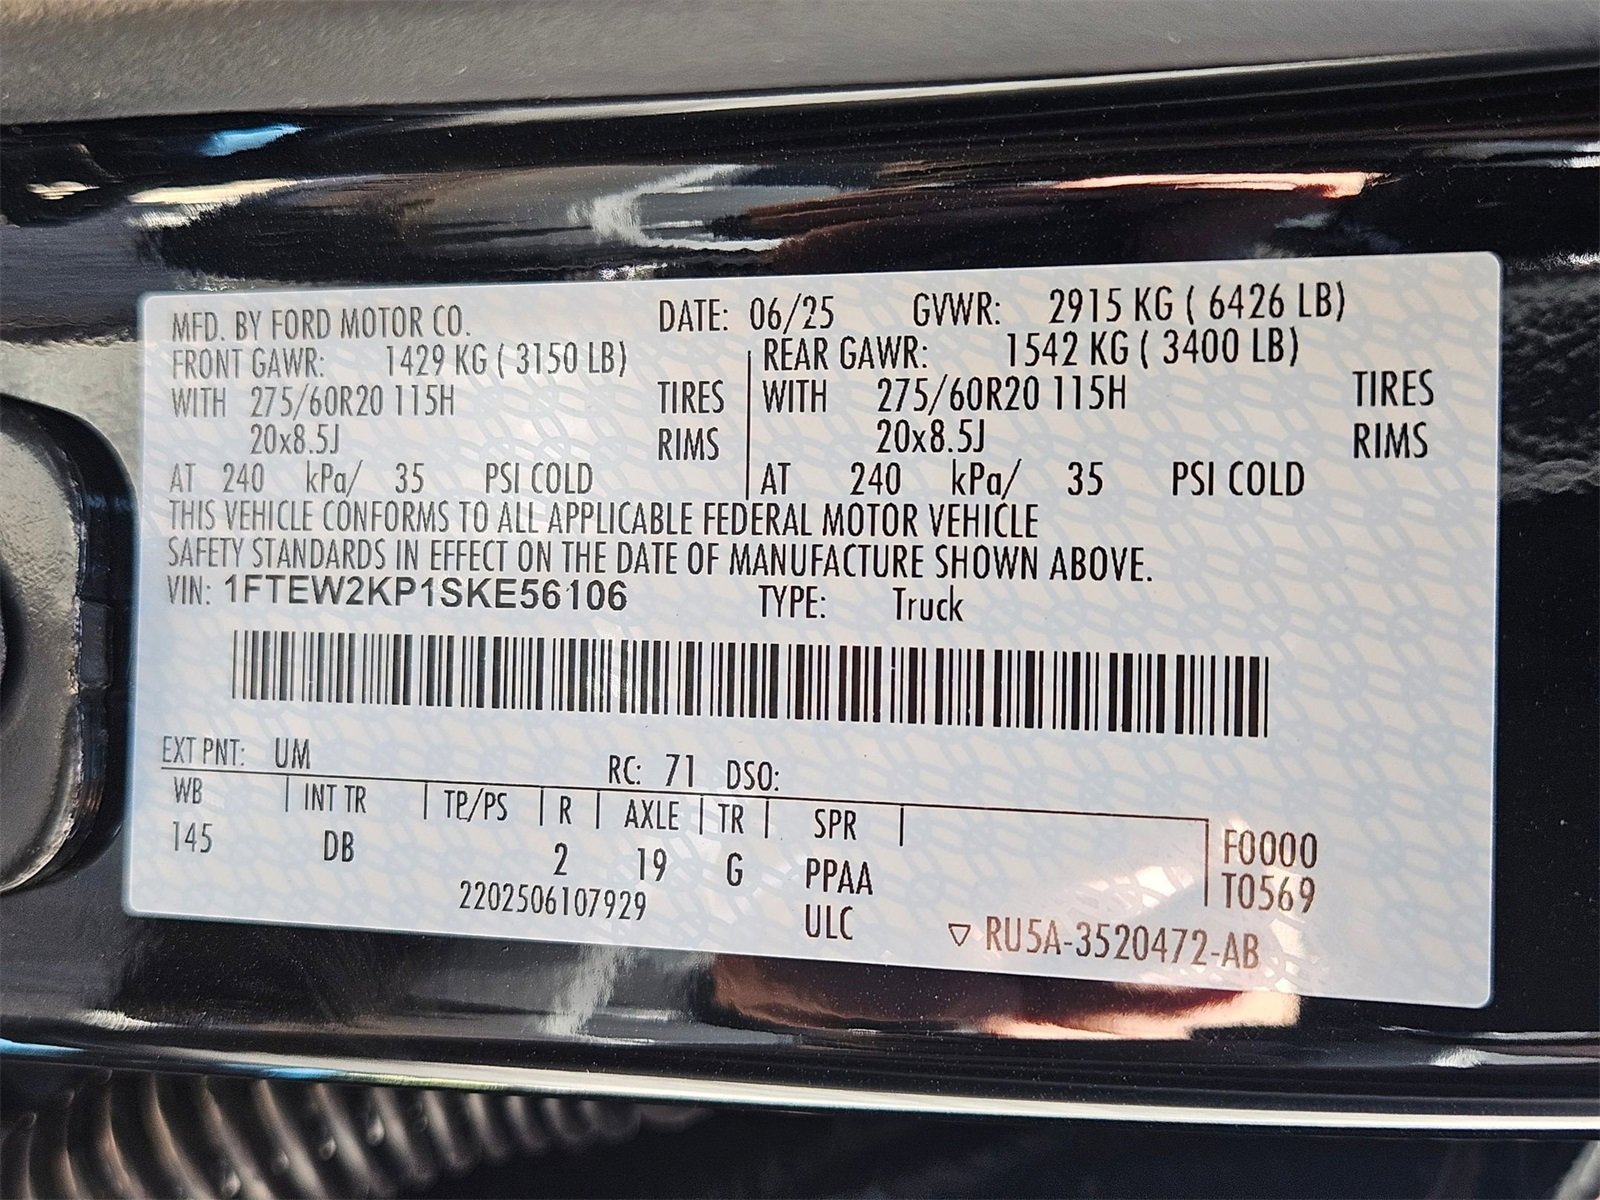 MFD. BY FORD MOTOR CO. DATE: 06/25 GVWR: 2915 KG ( 6426 LB)
FRONT GAWR: 1429 KG ( 3150 LB) REAR GAWR: 1542 KG ( 3400 LB)
WITH 275/60R20 115H TIRES WITH 275/60R20 115H TIRES
20x8.5J RIMS 20x8.5J RIMS
AT 240 kPa/ 35 PSI COLD AT 240 kPa/ 35 PSI COLD
THIS VEHICLE CONFORMS TO ALL APPLICABLE FEDERAL MOTOR VEHICLE
SAFETY STANDARDS IN EFFECT ON THE DATE OF MANUFACTURE SHOWN ABOVE.
VIN: 1FTEW2KP1SKE56106 TYPE: Truck
EXT PNT: UM RC: 71 DSO:
WB INT TR TP/PS R AXLE TR SPR
145 DB 2 19 G PPAA F0000
2202506107929 ULC T0569
▽ RU5A-3520472-AB